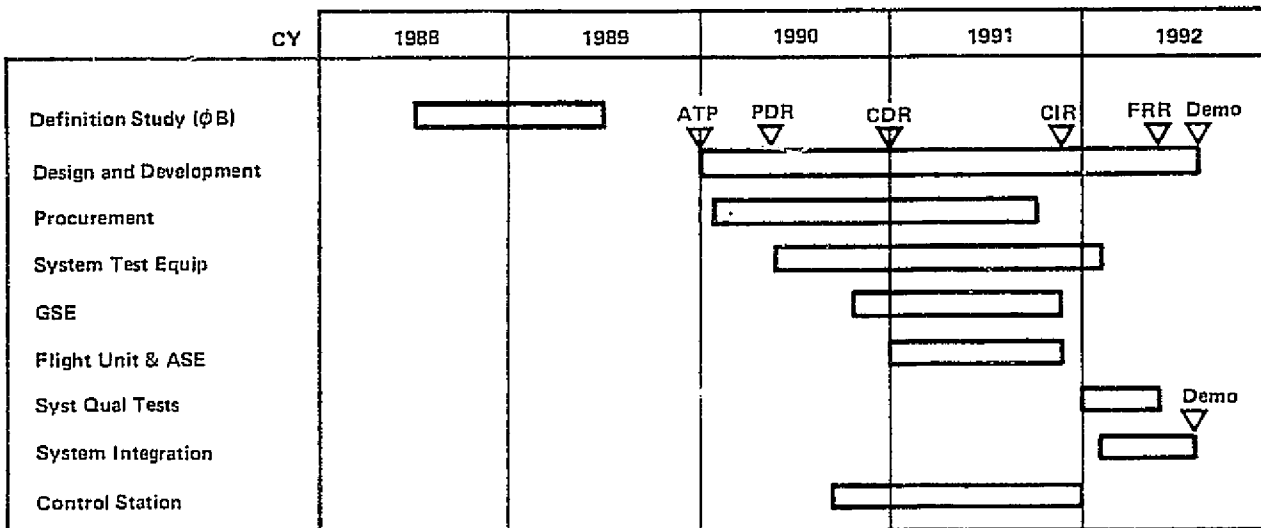 CY 1988 1989 1990 1991 1992
Definition Study (ϕB)
ATP PDR CDR CIR FRR Demo
Design and Development
Procurement
System Test Equip
GSE
Flight Unit & ASE
Syst Qual Tests
Demo
System Integration
Control Station